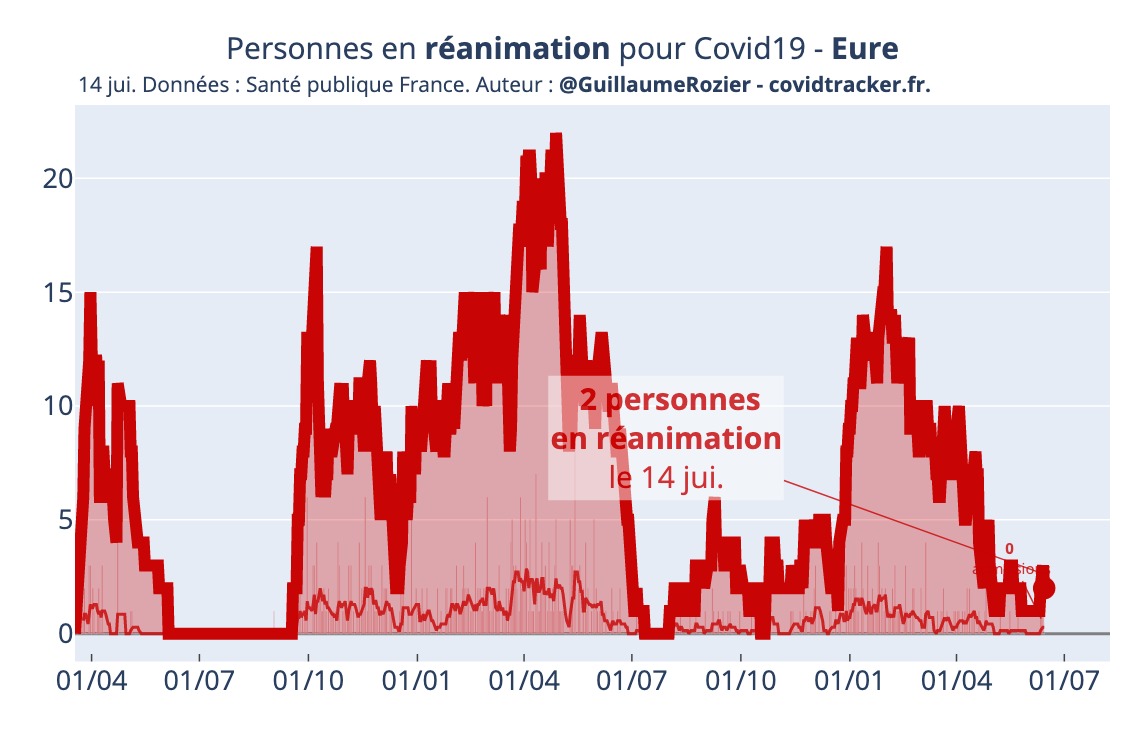 Personnes en réanimation pour Covid19 - Eure
14 jui. Données : Santé publique France. Auteur : @GuillaumeRozier - covidtracker.fr.
20
15
10
5
0
2 personnes
en réanimation
le 14 jui.
0
01/04 01/07 01/10 01/01 01/04 01/07 01/10 01/01 01/04 01/07